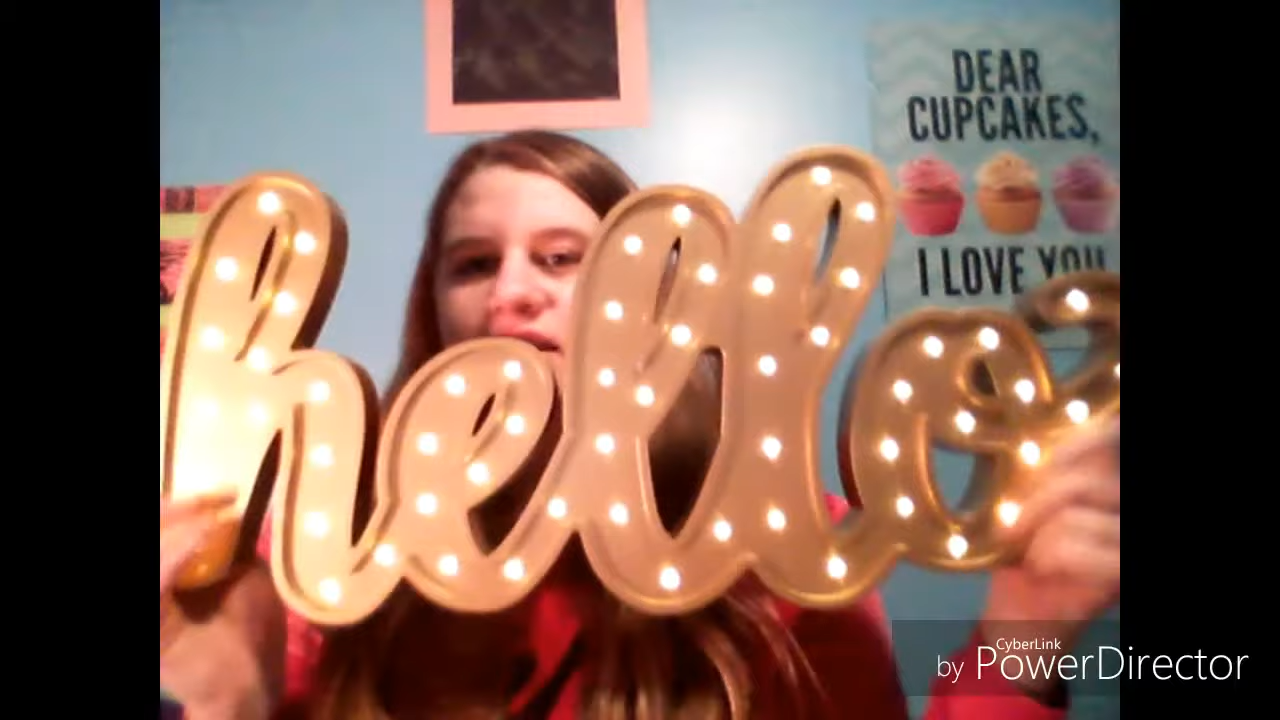 DEAR
CUPCAKES,
I LOVE YOU
hello
CyberLink
by PowerDirector